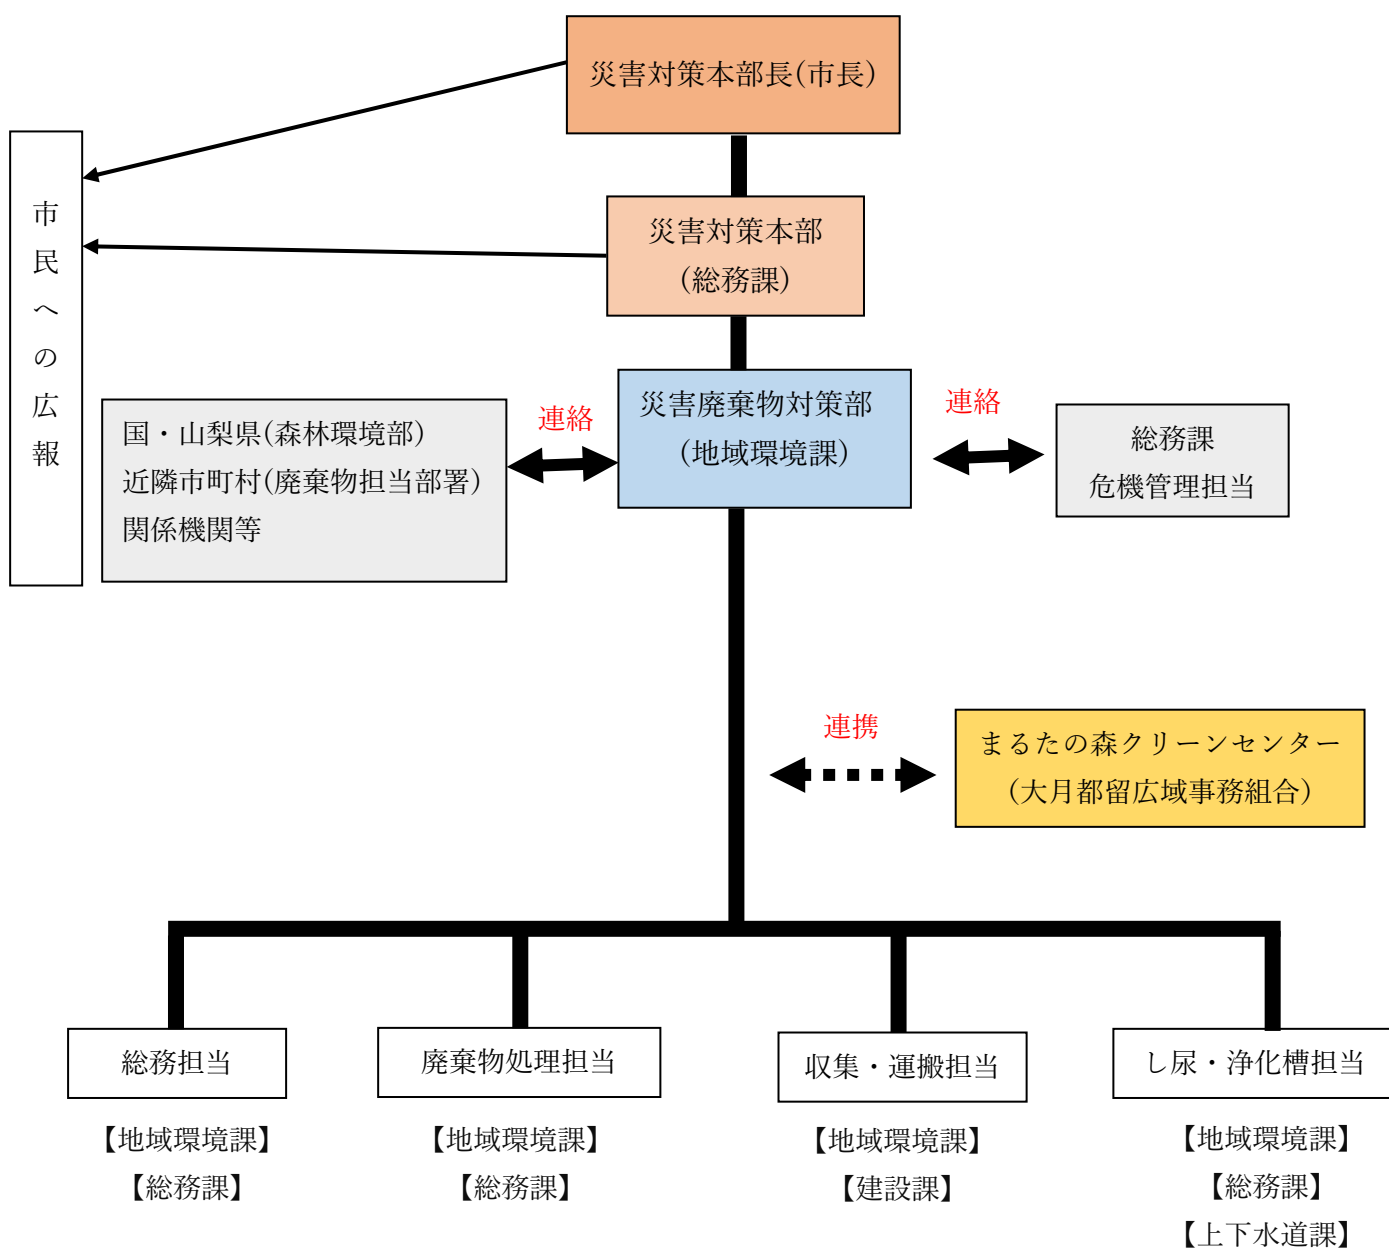 災害対策本部長(市長)
市民への広報
災害対策本部
(総務課)
連絡
災害廃棄物対策部
(地域環境課)
連絡
国・山梨県(森林環境部)
近隣市町村(廃棄物担当部署)
関係機関等
総務課
危機管理担当
連携
まるたの森クリーンセンター
(大月都留広域事務組合)
総務担当
【地域環境課】
【総務課】
廃棄物処理担当
【地域環境課】
【総務課】
収集・運搬担当
【地域環境課】
【建設課】
し尿・浄化槽担当
【地域環境課】
【総務課】
【上下水道課】